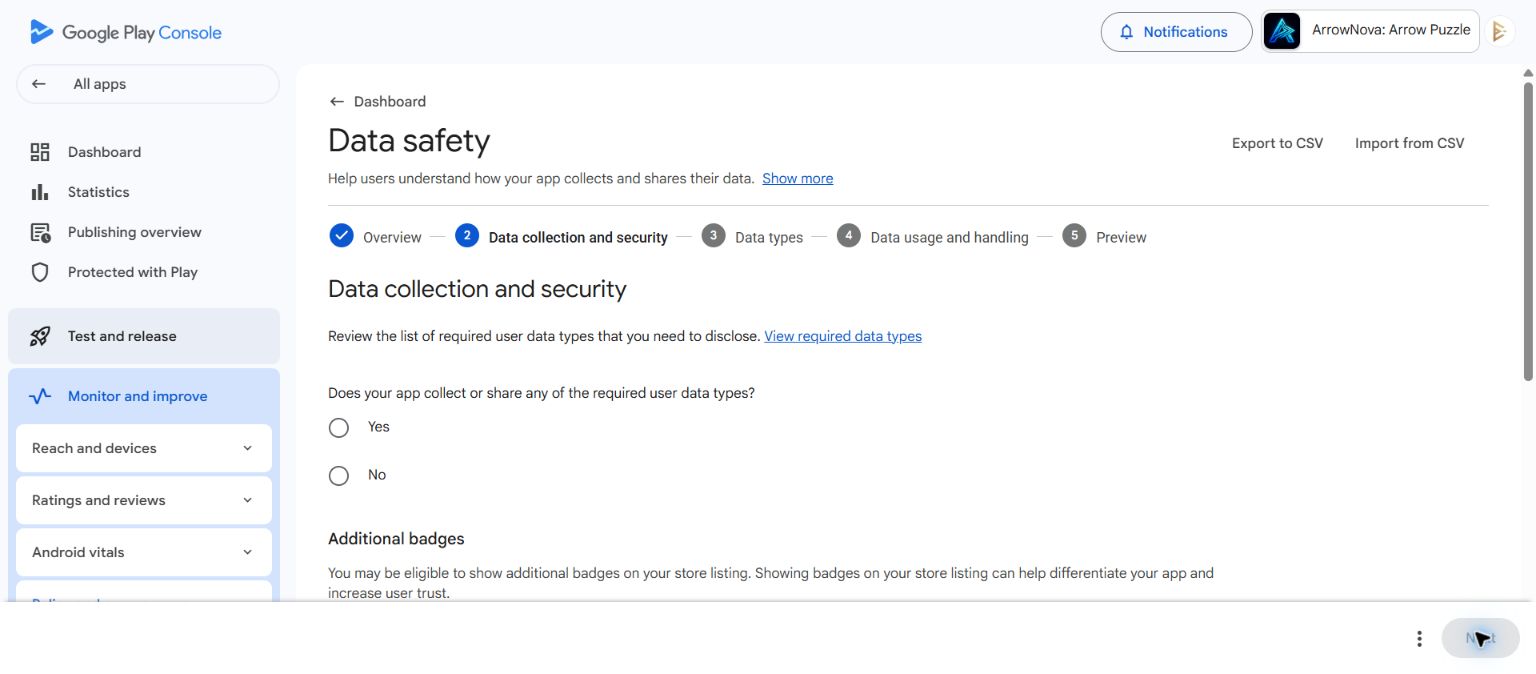 Google Play Console
Notifications
ArrowNova: Arrow Puzzle
All apps
Dashboard
Statistics
Publishing overview
Protected with Play
Test and release
Monitor and improve
Reach and devices
Ratings and reviews
Android vitals
Dashboard
Data safety
Export to CSV
Import from CSV
Help users understand how your app collects and shares their data. Show more
Overview
2 Data collection and security
3 Data types
4 Data usage and handling
5 Preview
Data collection and security
Review the list of required user data types that you need to disclose. View required data types
Does your app collect or share any of the required user data types?
Yes
No
Additional badges
You may be eligible to show additional badges on your store listing. Showing badges on your store listing can help differentiate your app and
increase user trust.